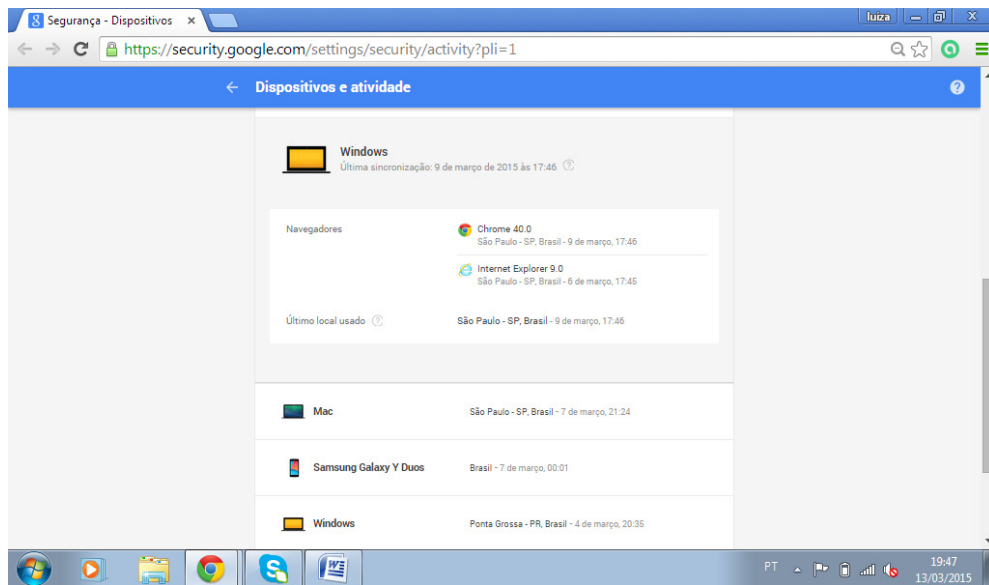 Segurança - Dispositivos
luiza
https://security.google.com/settings/security/activity?pli=1
Dispositivos e atividade
Windows
Última sincronização: 9 de março de 2015 às 17:46
Navegadores
Chrome 40.0
São Paulo - SP, Brasil - 9 de março, 17:46
Internet Explorer 9.0
São Paulo - SP, Brasil - 6 de março, 17:45
Último local usado
São Paulo - SP, Brasil - 9 de março, 17:46
Mac
São Paulo - SP, Brasil - 7 de março, 21:24
Samsung Galaxy Y Duos
Brasil - 7 de março, 00:01
Windows
Ponta Grossa - PR, Brasil - 4 de março, 20:35
PT
19:47
13/03/2015